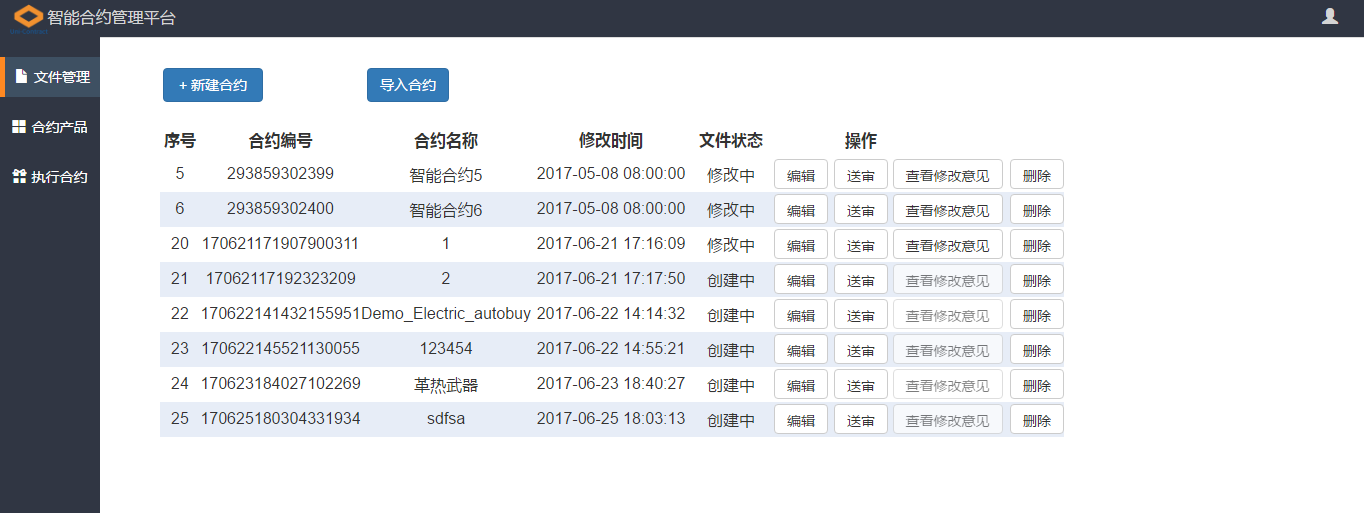 智能合约管理平台
文件管理
合约产品
执行合约
+ 新建合约 导入合约
序号 合约编号 合约名称 修改时间 文件状态 操作
5 293859302399 智能合约5 2017-05-08 08:00:00 修改中 编辑 送审 查看修改意见 删除
6 293859302400 智能合约6 2017-05-08 08:00:00 修改中 编辑 送审 查看修改意见 删除
20 170621171907900311 1 2017-06-21 17:16:09 修改中 编辑 送审 查看修改意见 删除
21 17062117192323209 2 2017-06-21 17:17:50 创建中 编辑 送审 查看修改意见 删除
22 170622141432155951 Demo_Electric_autobuy 2017-06-22 14:14:32 创建中 编辑 送审 查看修改意见 删除
23 170622145521130055 123454 2017-06-22 14:55:21 创建中 编辑 送审 查看修改意见 删除
24 170623184027102269 革热武器 2017-06-23 18:40:27 创建中 编辑 送审 查看修改意见 删除
25 170625180304331934 sdfsa 2017-06-25 18:03:13 创建中 编辑 送审 查看修改意见 删除